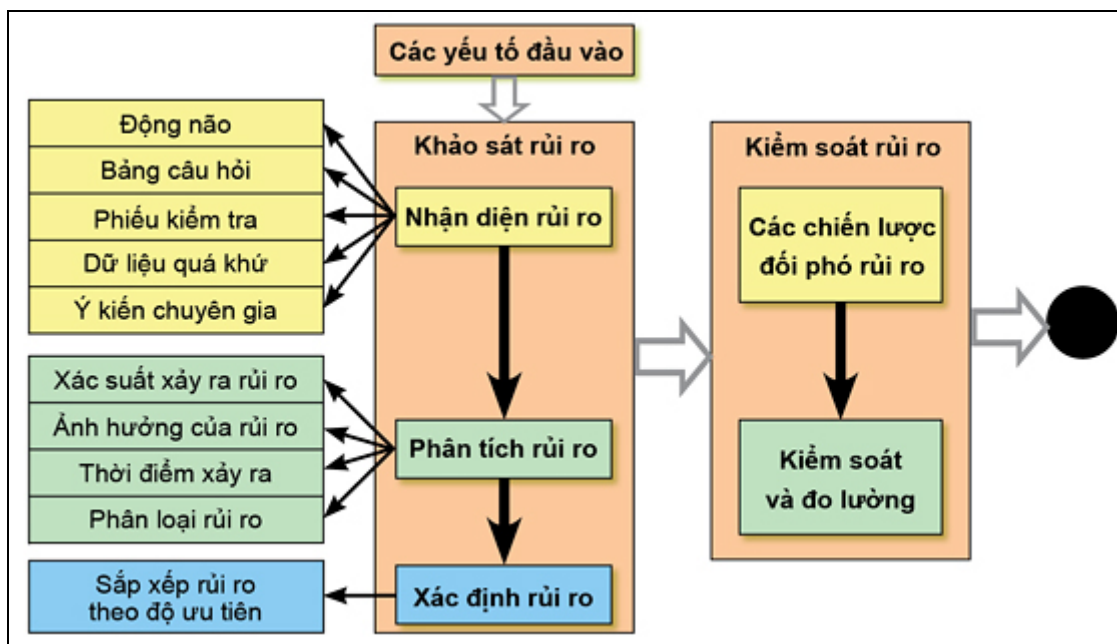 Các yếu tố đầu vào
Động não
Bảng câu hỏi
Phiếu kiểm tra
Dữ liệu quá khứ
Ý kiến chuyên gia
Xác suất xảy ra rủi ro
Ảnh hưởng của rủi ro
Thời điểm xảy ra
Phân loại rủi ro
Sắp xếp rủi ro
theo độ ưu tiên
Khảo sát rủi ro
Nhận diện rủi ro
Phân tích rủi ro
Xác định rủi ro
Kiểm soát rủi ro
Các chiến lược
đối phó rủi ro
Kiểm soát
và đo lường